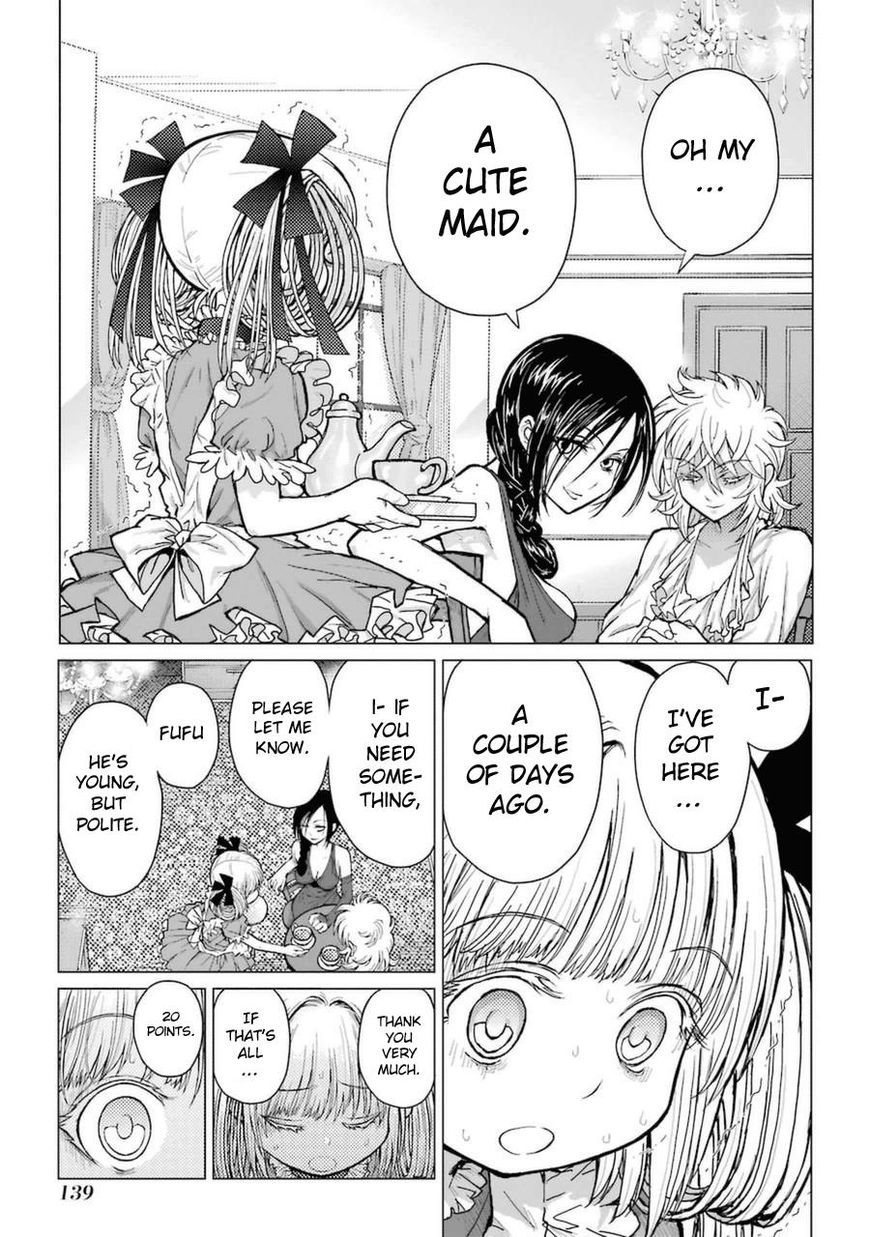 OH MY
...
A
CUTE
MAID.
I-
I'VE
GOT
HERE
...
A
COUPLE
OF DAYS
AGO.
I- IF
YOU
NEED
SOME-
THING,
PLEASE
LET ME
KNOW.
FUFU
HE'S
YOUNG,
BUT
POLITE.
THANK
YOU
VERY
MUCH.
IF
THAT'S
ALL
...
20
POINTS.
139